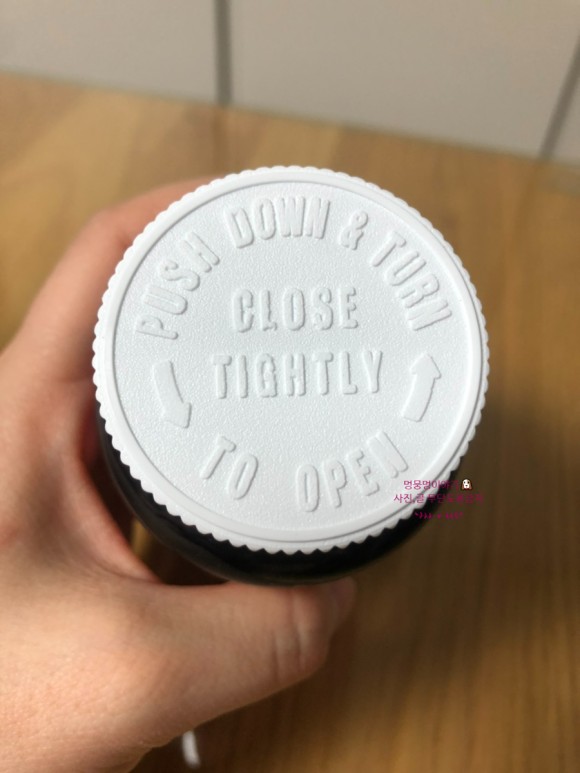 PUSH DOWN & TURN
CLOSE
TIGHTLY
TO OPEN